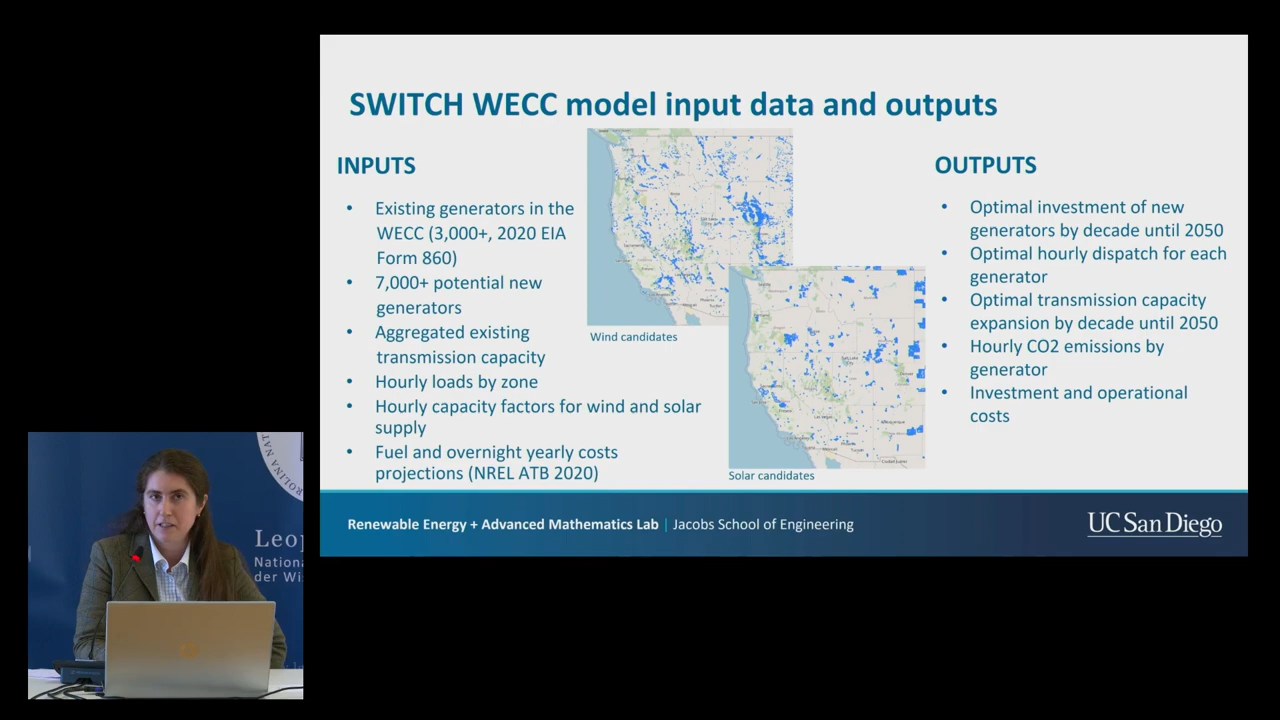 SWITCH WECC model input data and outputs
INPUTS
• Existing generators in the
WECC (3,000+, 2020 EIA
Form 860)
• 7,000+ potential new
generators
• Aggregated existing
transmission capacity
• Hourly loads by zone
• Hourly capacity factors for wind and solar
supply
• Fuel and overnight yearly costs
projections (NREL ATB 2020)
Wind candidates
Solar candidates
OUTPUTS
• Optimal investment of new
generators by decade until 2050
• Optimal hourly dispatch for each
generator
• Optimal transmission capacity
expansion by decade until 2050
• Hourly CO2 emissions by
generator
• Investment and operational
costs
Renewable Energy + Advanced Mathematics Lab | Jacobs School of Engineering
UC San Diego
OLINA NAT
Leop
Nationa
der Wi